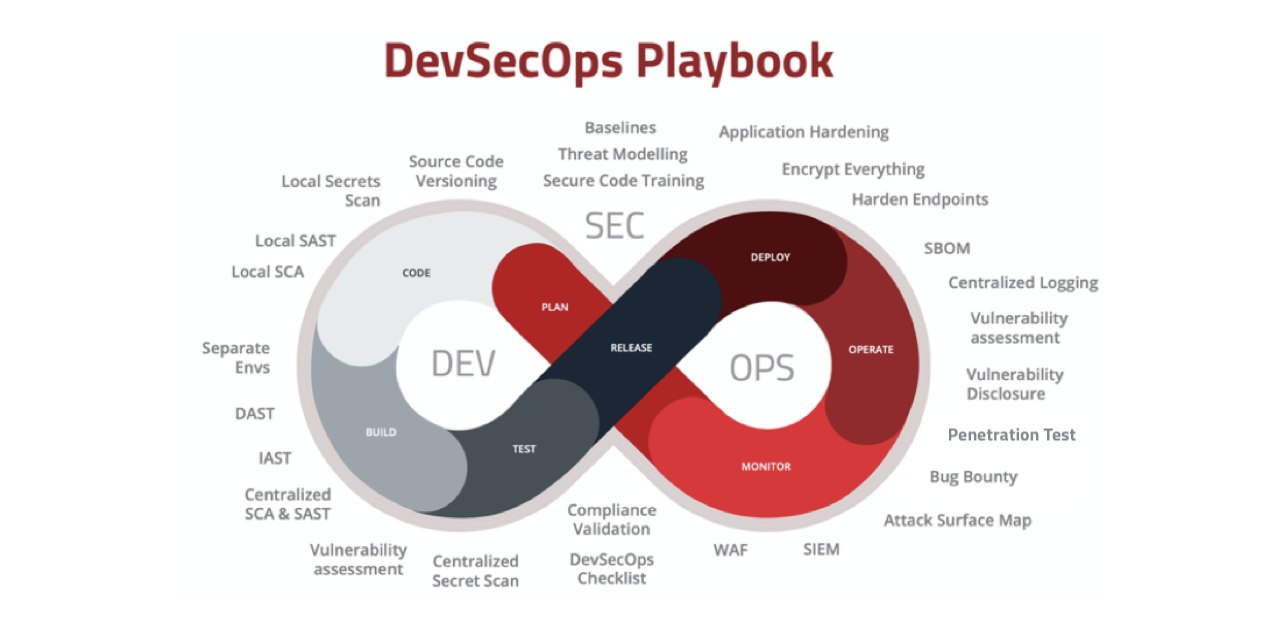 DevSecOps Playbook
Baselines
Threat Modelling
Secure Code Training
Application Hardening
Encrypt Everything
Harden Endpoints
Source Code
Versioning
Local Secrets
Scan
Local SAST
Local SCA
SEC
CODE
PLAN
DEPLOY
SBOM
Centralized Logging
Vulnerability
assessment
Separate
Envs
DEV
RELEASE
OPS
OPERATE
Vulnerability
Disclosure
DAST
BUILD
TEST
MONITOR
Penetration Test
IAST
Bug Bounty
Centralized
SCA & SAST
Compliance
Validation
Attack Surface Map
Vulnerability
assessment
Centralized
Secret Scan
DevSecOps
Checklist
WAF
SIEM